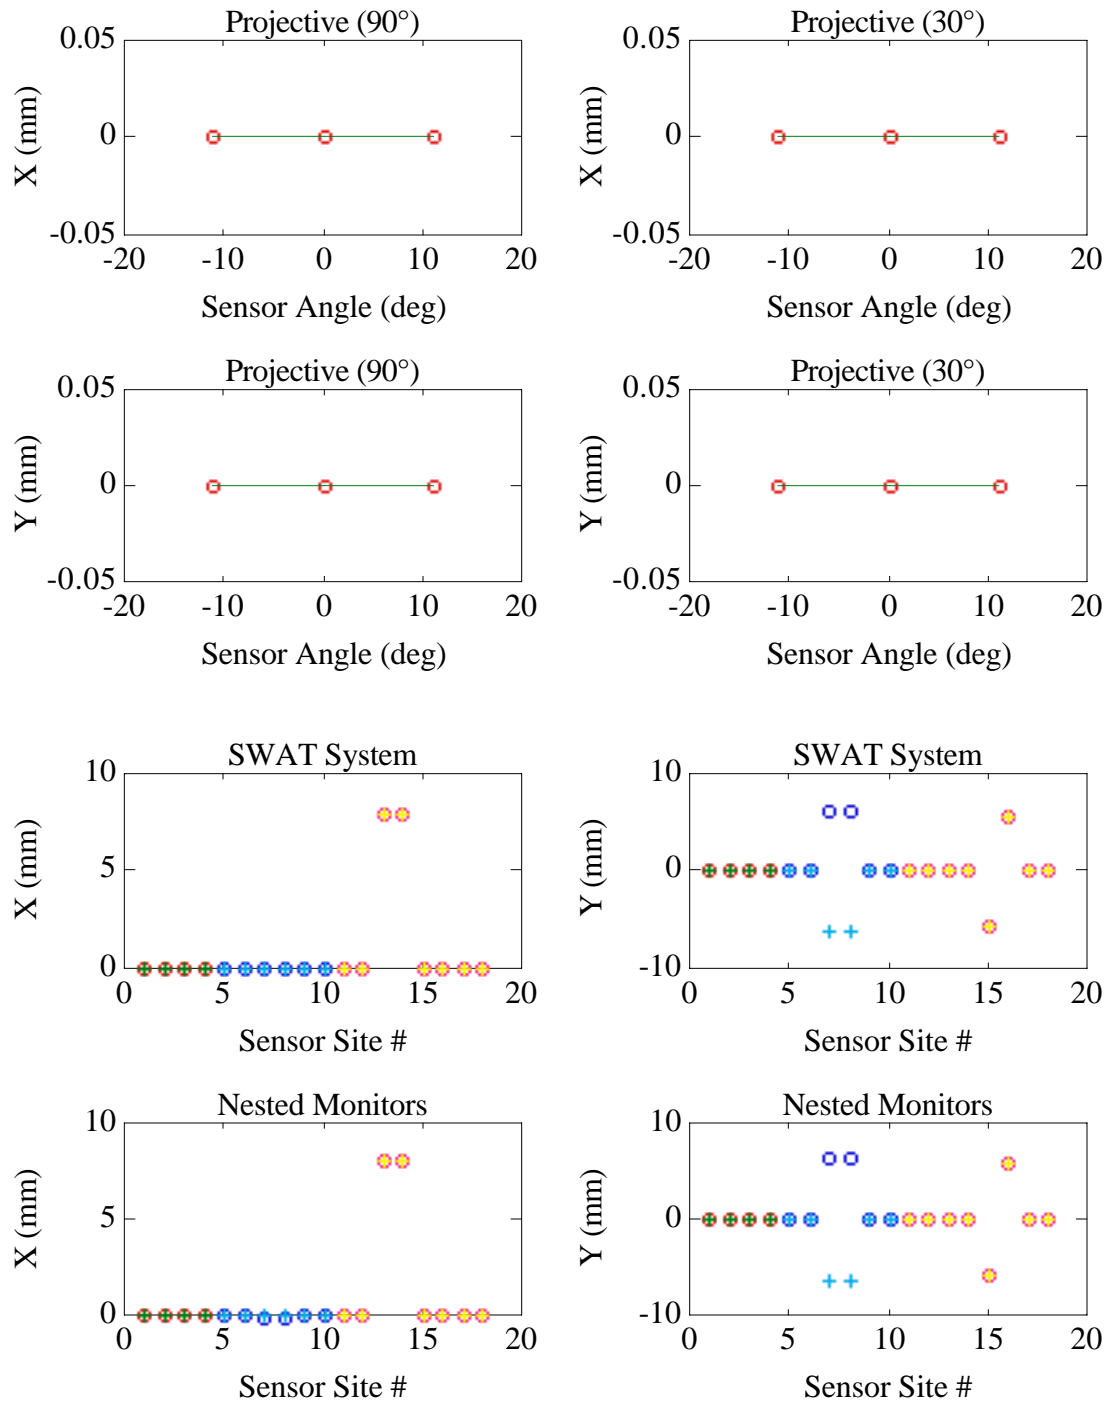 Projective (90°)
0.05
0
-0.05
X (mm)
-20 -10 0 10 20
Sensor Angle (deg)
Projective (30°)
0.05
0
-0.05
X (mm)
-20 -10 0 10 20
Sensor Angle (deg)
Projective (90°)
0.05
0
-0.05
Y (mm)
-20 -10 0 10 20
Sensor Angle (deg)
Projective (30°)
0.05
0
-0.05
Y (mm)
-20 -10 0 10 20
Sensor Angle (deg)
SWAT System
10
5
0
X (mm)
0 5 10 15 20
Sensor Site #
SWAT System
10
0
-10
Y (mm)
0 5 10 15 20
Sensor Site #
Nested Monitors
10
5
0
X (mm)
0 5 10 15 20
Sensor Site #
Nested Monitors
10
0
-10
Y (mm)
0 5 10 15 20
Sensor Site #